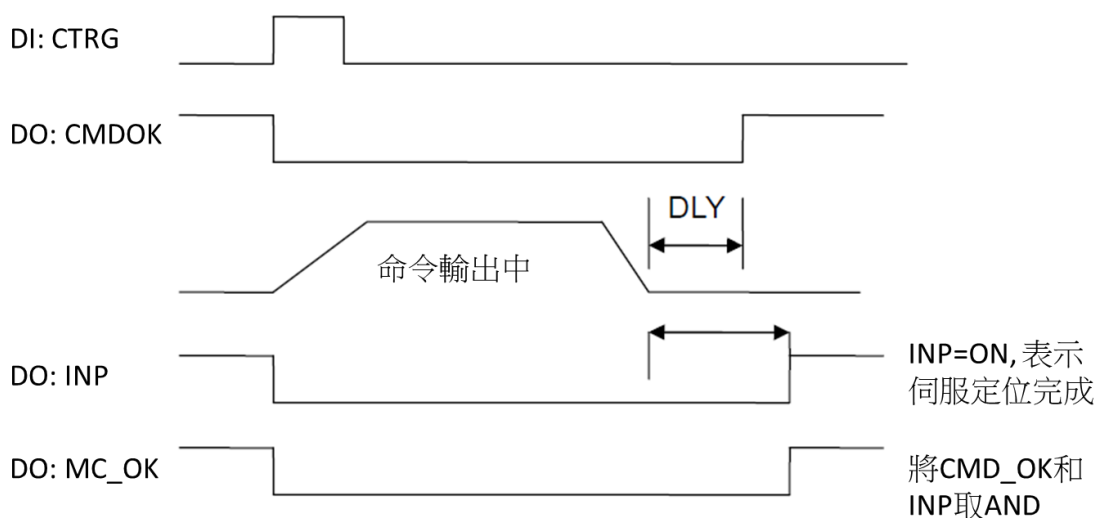 DI: CTRG
DO: CMDOK
DLY
命令輸出中
DO: INP
INP=ON, 表示
伺服定位完成
DO: MC_OK
將CMD_OK和
INP取AND